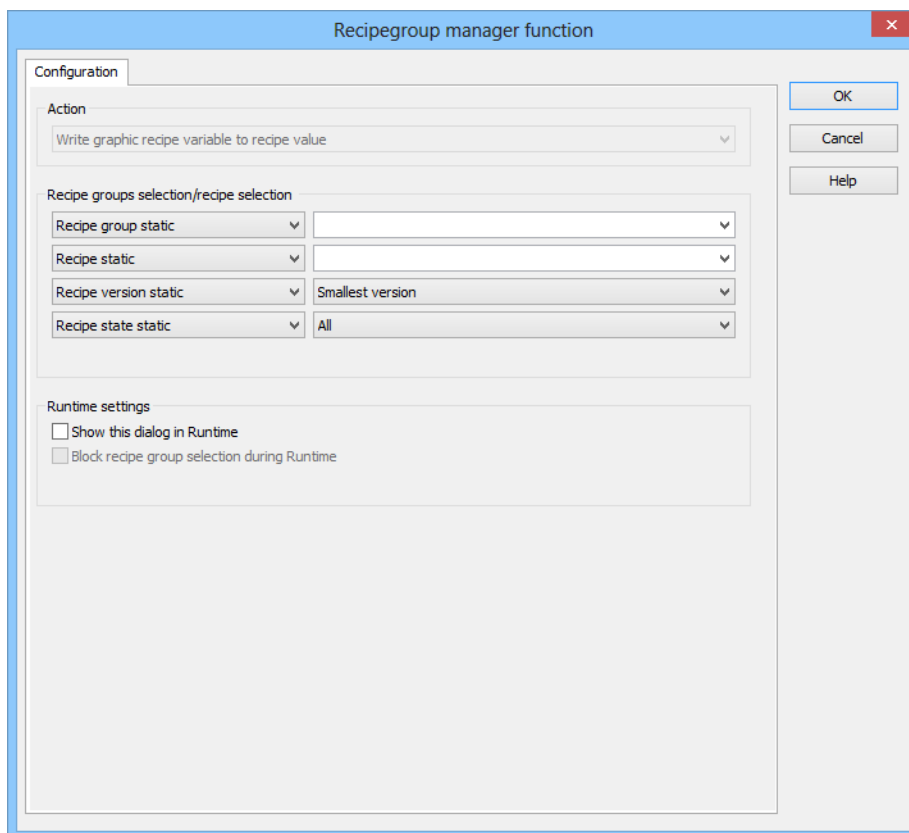 Recipegroup manager function
Configuration
OK
Action
Write graphic recipe variable to recipe value
Cancel
Help
Recipe groups selection/recipe selection
Recipe group static
Recipe static
Recipe version static Smallest version
Recipe state static All
Runtime settings
Show this dialog in Runtime
Block recipe group selection during Runtime